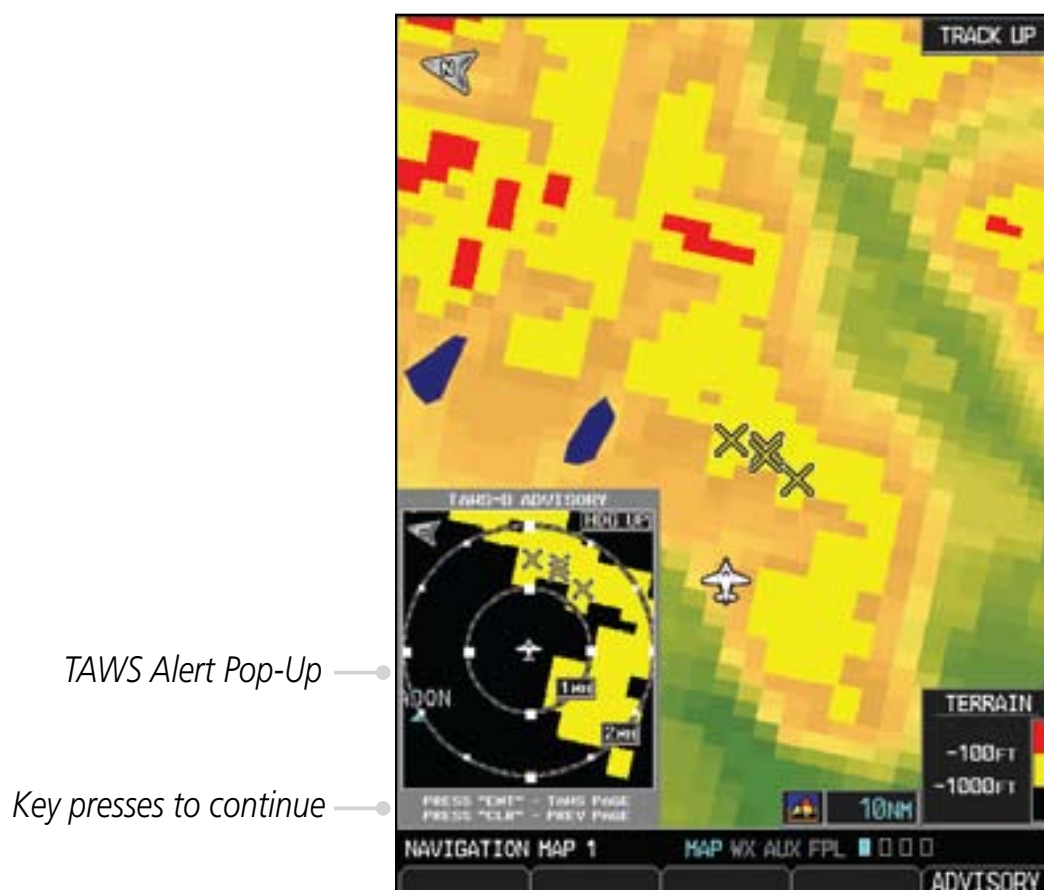 TRACK UP
N
TAWS-B ADVISORY
HDG UP
TAWS Alert Pop-Up
ADON
1NM
2NM
TERRAIN
-100FT
-1000FT
Key presses to continue
PRESS "ENT" - TAWS PAGE
PRESS "CLR" - PREV PAGE
10NM
NAVIGATION MAP 1
MAP WX AUX FPL
ADVISORY